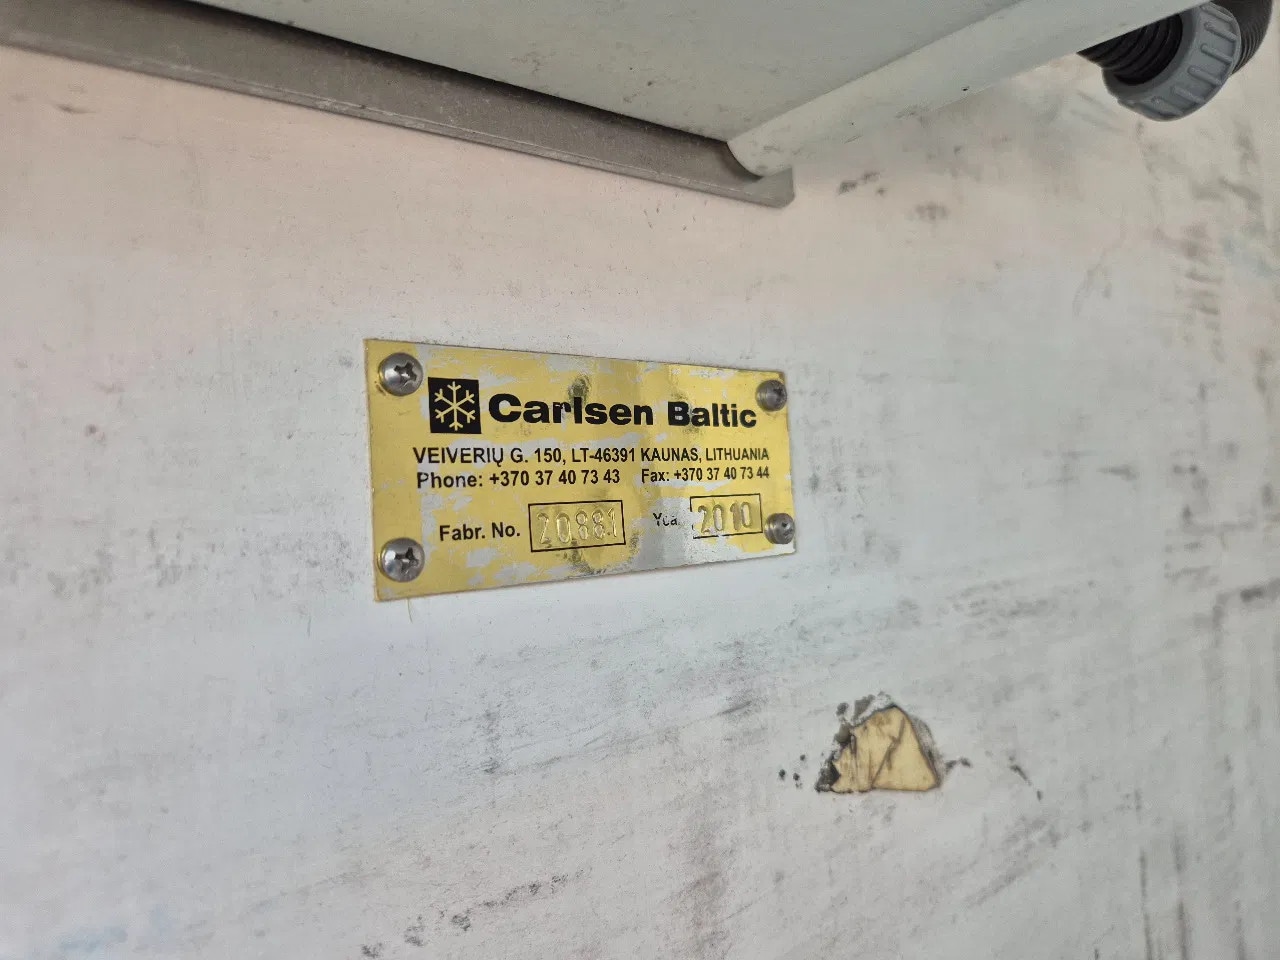 Carlsen Baltic
VEIVERIŲ G. 150, LT-46391 KAUNAS, LITHUANIA
Phone: +370 37 40 73 43 Fax: +370 37 40 73 44
Fabr. No. 20881 2010